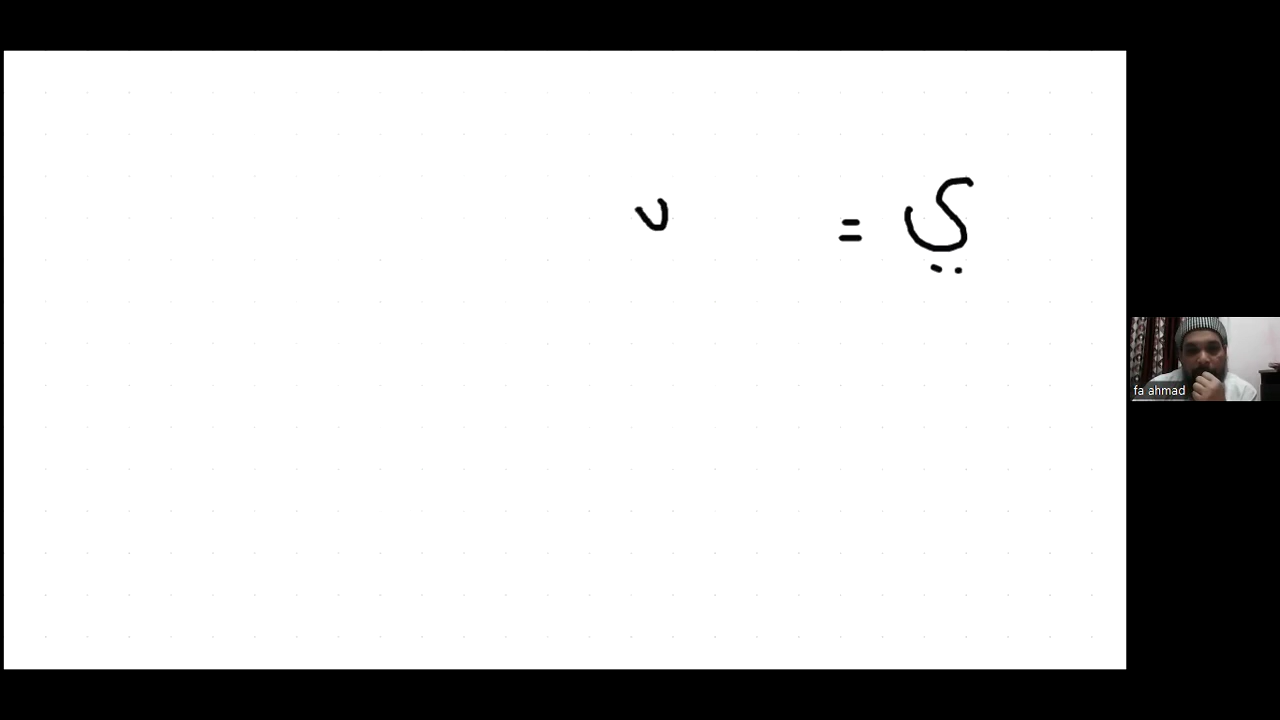 ي =
fa ahmad